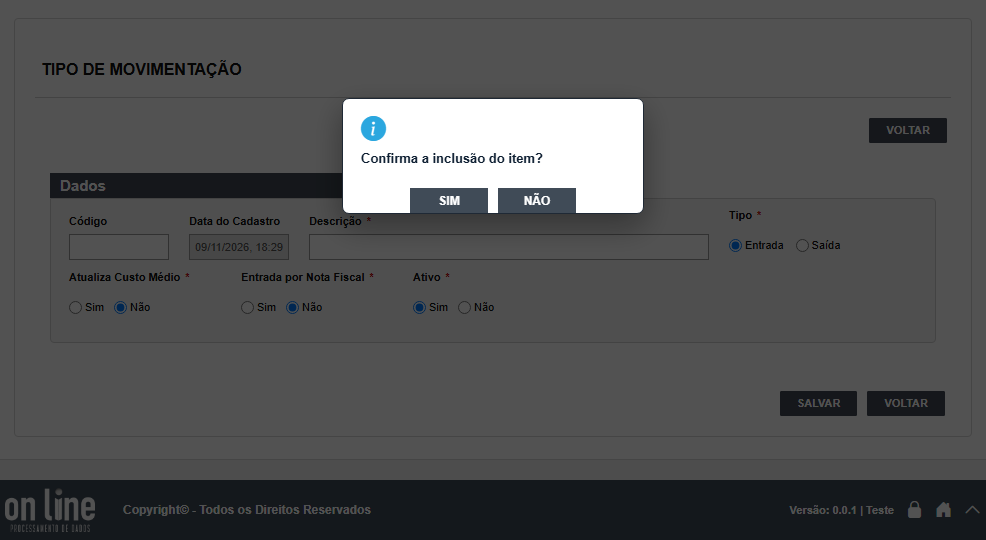 TIPO DE MOVIMENTAÇÃO
VOLTAR
i
Confirma a inclusão do item?
SIM NÃO
Dados
Código Data do Cadastro Descrição * Tipo *
09/11/2026, 18:29 Entrada Saída
Atualiza Custo Médio * Entrada por Nota Fiscal * Ativo *
Sim Não Sim Não Sim Não
SALVAR VOLTAR
on line
PROCESSAMENTO DE DADOS
Copyright© - Todos os Direitos Reservados
Versão: 0.0.1 | Teste